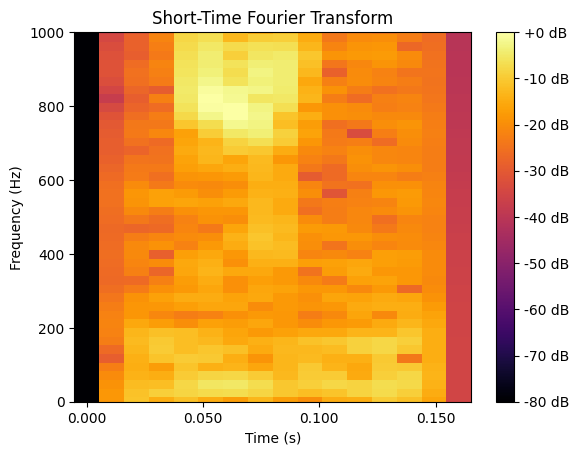 Short-Time Fourier Transform
1000
800
600
400
200
0
Frequency (Hz)
0.000
0.050
0.100
0.150
Time (s)
+0 dB
-10 dB
-20 dB
-30 dB
-40 dB
-50 dB
-60 dB
-70 dB
-80 dB